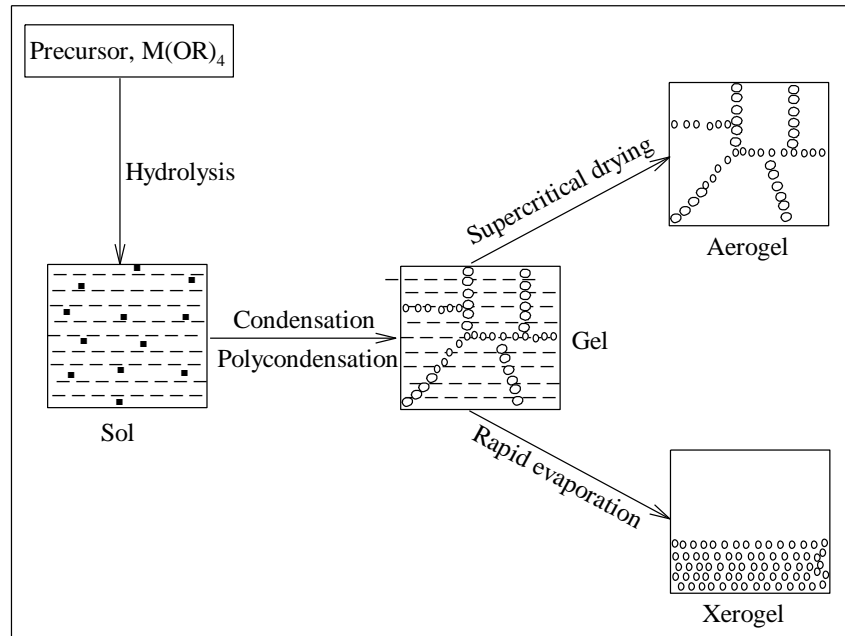 Precursor, M(OR)₄
Hydrolysis
Sol
Condensation
Polycondensation
Gel
Supercritical drying
Aerogel
Rapid evaporation
Xerogel